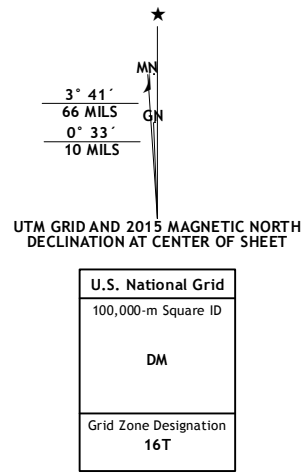 ★
MN
3° 41´
66 MILS
GN
0° 33´
10 MILS
UTM GRID AND 2015 MAGNETIC NORTH
DECLINATION AT CENTER OF SHEET
U.S. National Grid
100,000-m Square ID
DM
Grid Zone Designation
16T